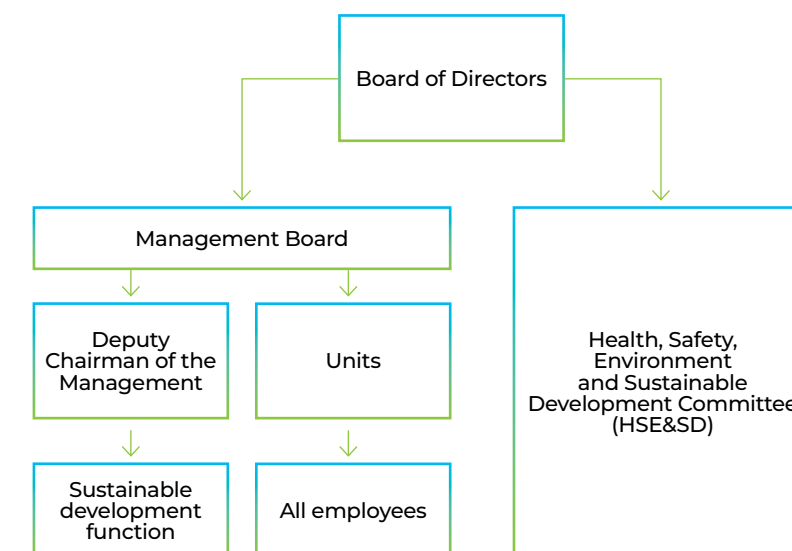 Board of Directors
Management Board
Deputy
Chairman of the
Management
Units
Health, Safety,
Environment
and Sustainable
Development Committee
(HSE&SD)
Sustainable
development
function
All employees